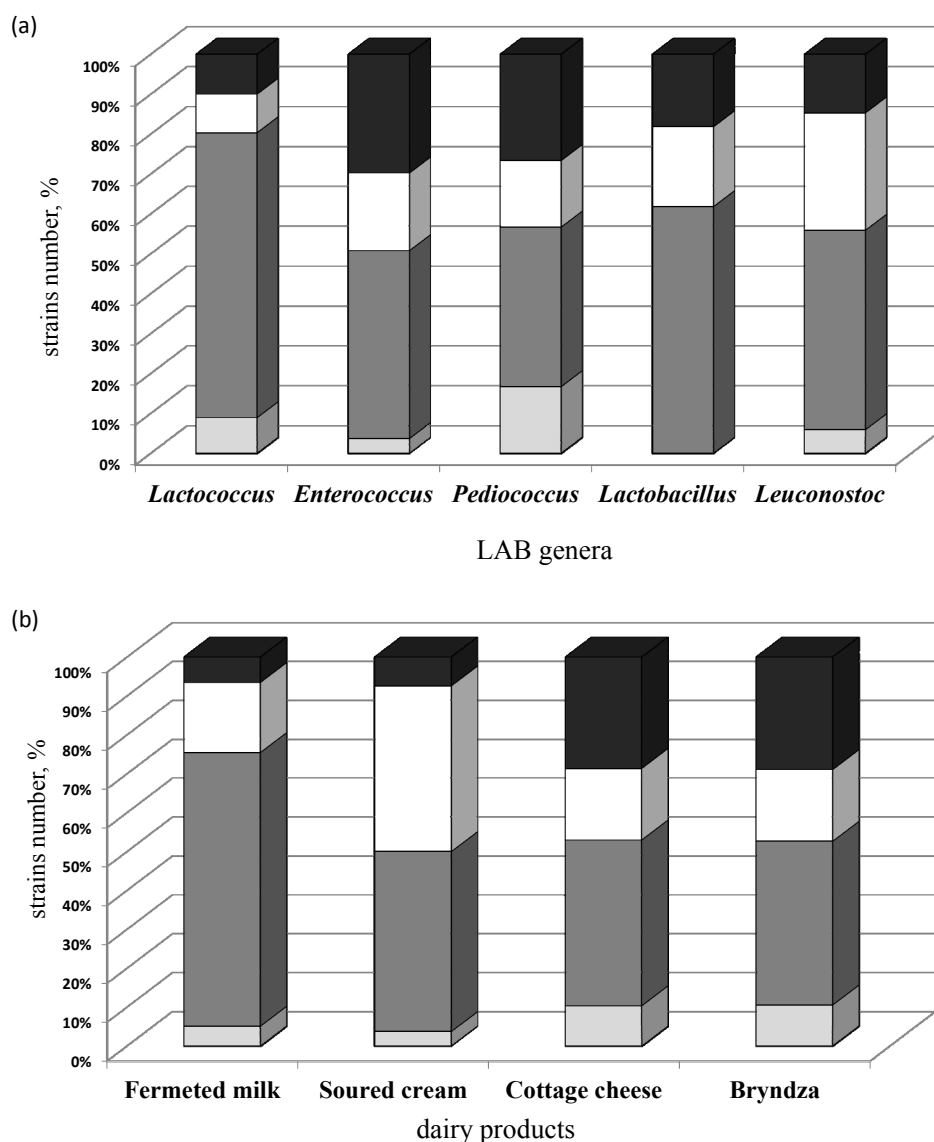 (a)
100%
90%
80%
70%
60%
50%
40%
30%
20%
10%
0%
strains number, %
Lactococcus Enterococcus Pediococcus Lactobacillus Leuconostoc
LAB genera
(b)
100%
90%
80%
70%
60%
50%
40%
30%
20%
10%
0%
strains number, %
Fermeted milk Soured cream Cottage cheese Bryndza
dairy products